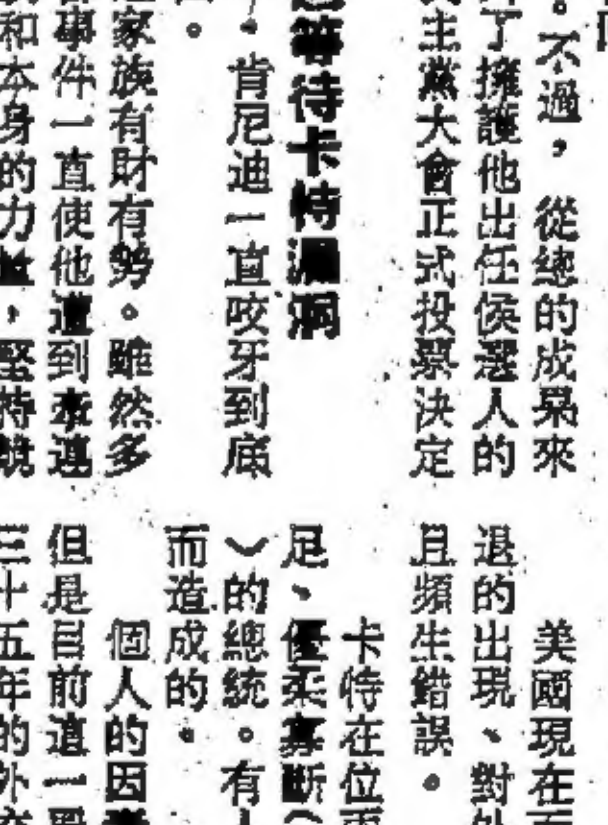 。不過，從總的成果來
了擁護他出任候選人的
主黨大會正式投票決定
等待卡特漏洞
。肯尼迪一直咬牙到底
。
家族有財有勢。雖然多
事件一直使他遭到
和本身的力量，堅持
美國現在
退的出現、對外
且頻生錯誤。
卡特在位
足、優柔寡斷（
）的總統。有
而造成的。
個人的因
但是目前這一
三十五年的外